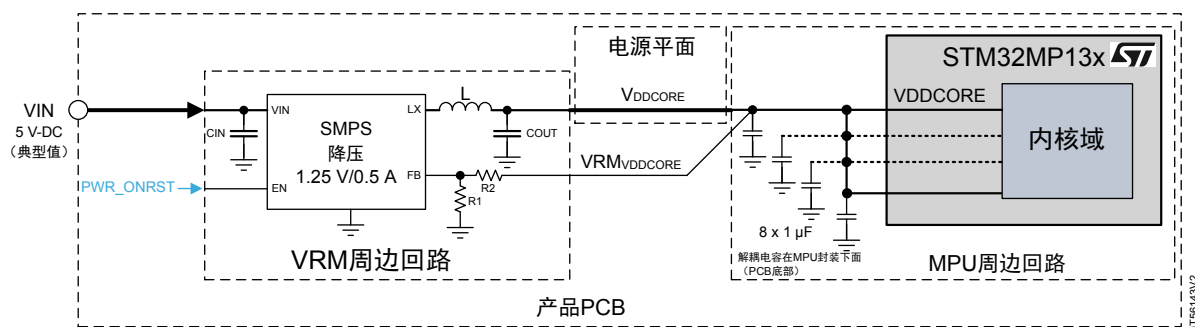 电源平面
STM32MP13x
VIN
5 V-DC
（典型值）
CIN
VIN
LX
SMPS
降压
1.25 V/0.5 A
EN
FB
L
COUT
VDDCORE
VRMVDDCORE
R2
R1
PWR_ONRST
VRM周边回路
VDDCORE
内核域
8 x 1 µF
解耦电容在MPU封装下面
（PCB底部）
MPU周边回路
产品PCB